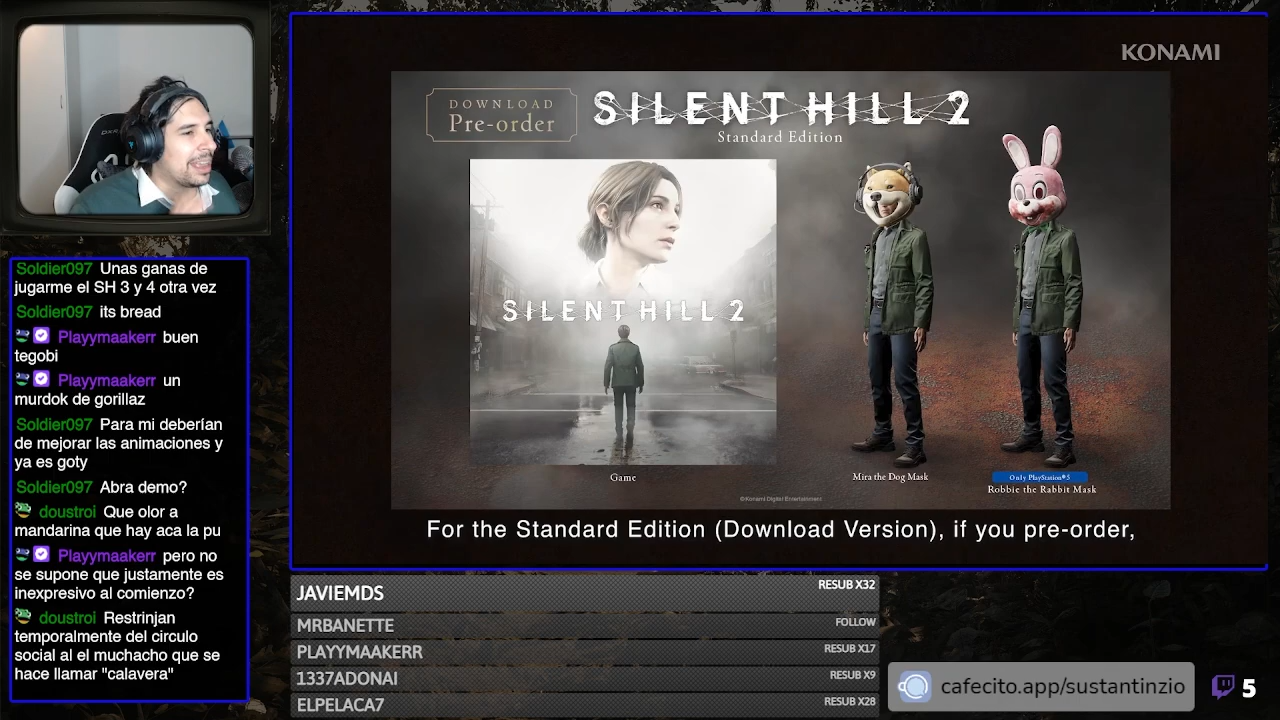 KONAMI
DOWNLOAD
Pre-order
SILENT HILL 2
Standard Edition
SILENT HILL 2
Game
Mira the Dog Mask
Only PlayStation®5
Robbie the Rabbit Mask
©Konami Digital Entertainment
For the Standard Edition (Download Version), if you pre-order,
Soldier097 Unas ganas de
jugarme el SH 3 y 4 otra vez
Soldier097 its bread
Playymaakerr buen
tegobi
Playymaakerr un
murdok de gorillaz
Soldier097 Para mi deberían
de mejorar las animaciones y
ya es goty
Soldier097 Abra demo?
doustroi Que olor a
mandarina que hay aca la pu
Playymaakerr pero no
se supone que justamente es
inexpresivo al comienzo?
doustroi Restrinjan
temporalmente del circulo
social al el muchacho que se
hace llamar "calavera"
JAVIEMDS RESUB X32
MRBANETTE FOLLOW
PLAYYMAAKERR RESUB X17
1337ADONAI RESUB X9
ELPELACA7 RESUB X28
cafecito.app/sustantinzio
5